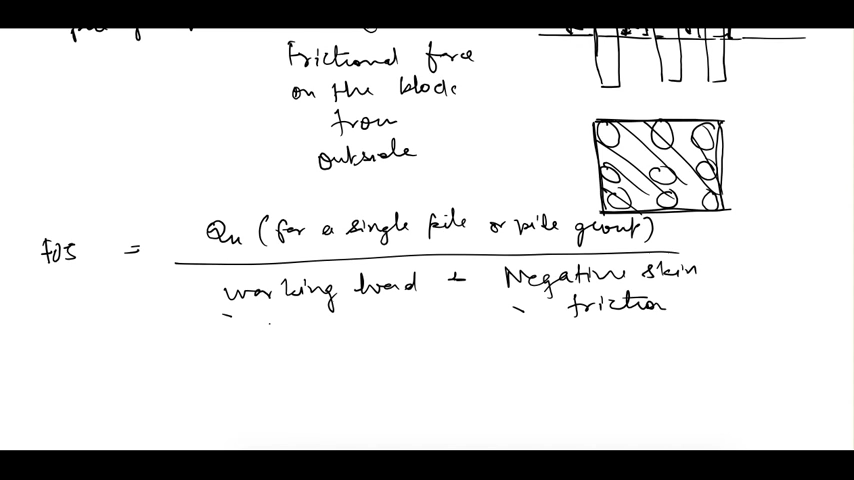 Frictional force
on the block
from
outside
FOS = Qu (for a single pile or pile group)
working load + Negative skin
friction